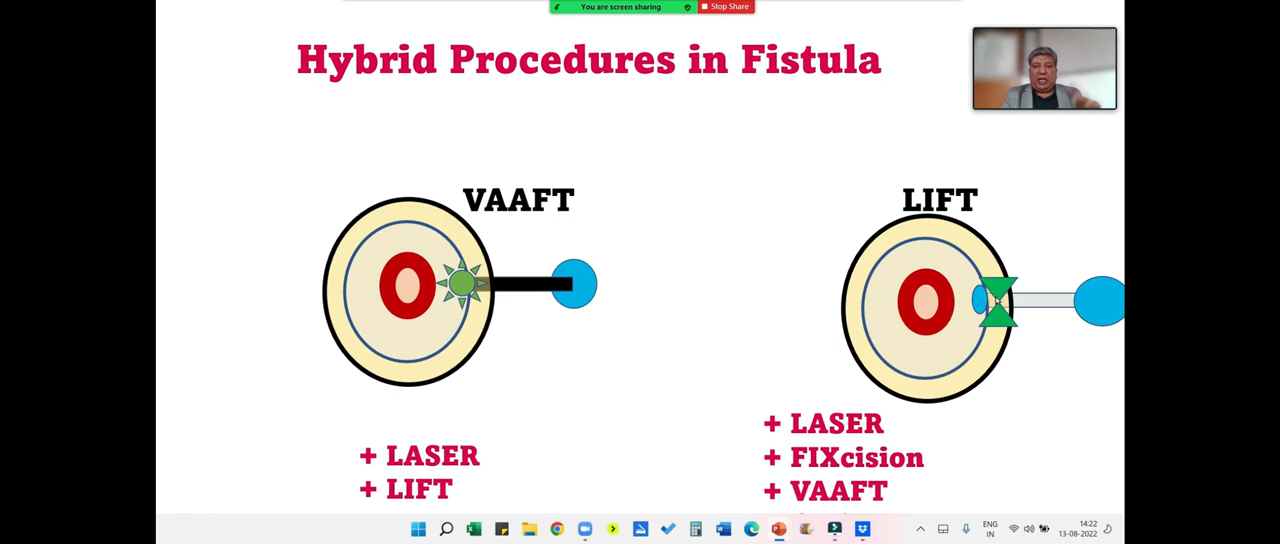 You are screen sharing
Stop Share
Hybrid Procedures in Fistula
VAAFT
LIFT
+ LASER
+ LIFT
+ LASER
+ FIXcision
+ VAAFT
ENG
IN
14:22
13-08-2022